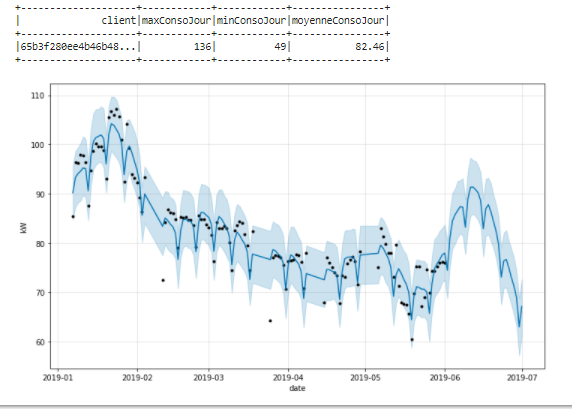 +--------------------+------------+------------+----------------+
| client|maxConsoJour|minConsoJour|moyenneConsoJour|
+--------------------+------------+------------+----------------+
|65b3f280ee4b46b48...| 136| 49| 82.46|
+--------------------+------------+------------+----------------+
110
100
90
80
70
60
kW
2019-01 2019-02 2019-03 2019-04 2019-05 2019-06 2019-07
date